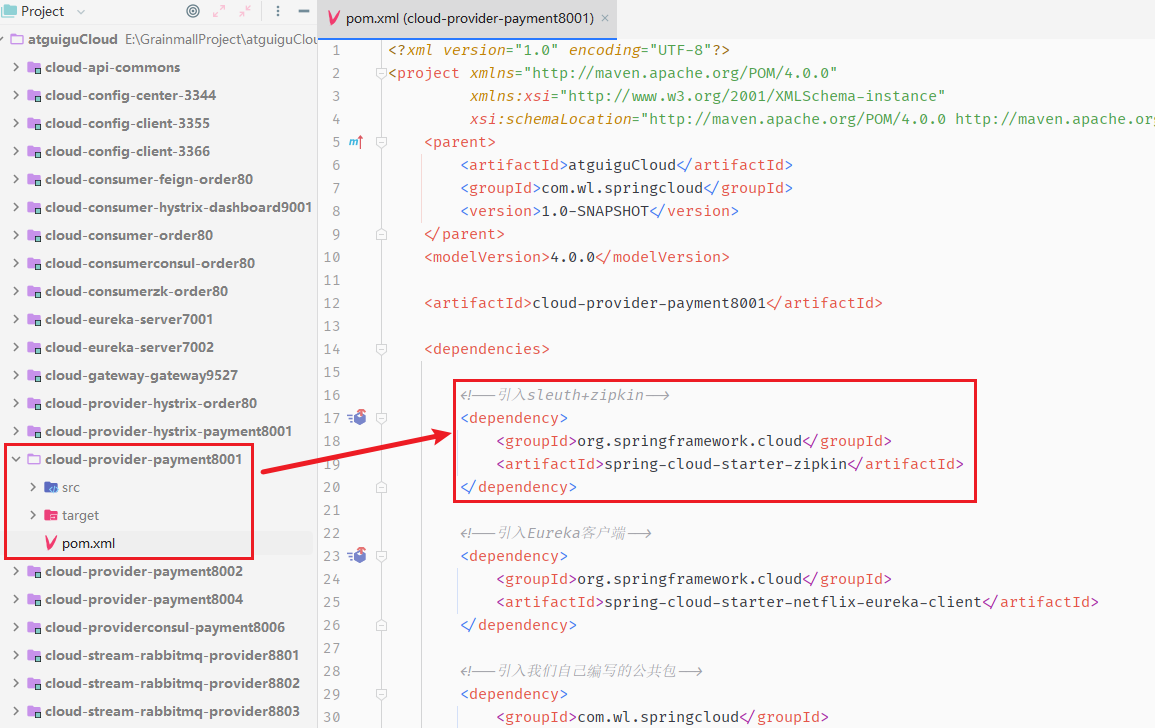 Project
atguiguCloud E:\GrainmallProject\atguiguClou
cloud-api-commons
cloud-config-center-3344
cloud-config-client-3355
cloud-config-client-3366
cloud-consumer-feign-order80
cloud-consumer-hystrix-dashboard9001
cloud-consumer-order80
cloud-consumerconsul-order80
cloud-consumerzk-order80
cloud-eureka-server7001
cloud-eureka-server7002
cloud-gateway-gateway9527
cloud-provider-hystrix-order80
cloud-provider-hystrix-payment8001
cloud-provider-payment8001
src
target
pom.xml
cloud-provider-payment8002
cloud-provider-payment8004
cloud-providerconsul-payment8006
cloud-stream-rabbitmq-provider8801
cloud-stream-rabbitmq-provider8802
cloud-stream-rabbitmq-provider8803
pom.xml (cloud-provider-payment8001)
1 <?xml version="1.0" encoding="UTF-8"?>
2 <project xmlns="http://maven.apache.org/POM/4.0.0"
3 xmlns:xsi="http://www.w3.org/2001/XMLSchema-instance"
4 xsi:schemaLocation="http://maven.apache.org/POM/4.0.0 http://maven.apache.org
5 <parent>
6 <artifactId>atguiguCloud</artifactId>
7 <groupId>com.wl.springcloud</groupId>
8 <version>1.0-SNAPSHOT</version>
9 </parent>
10 <modelVersion>4.0.0</modelVersion>
11
12 <artifactId>cloud-provider-payment8001</artifactId>
13
14 <dependencies>
15
16 <!--引入sleuth+zipkin-->
17 <dependency>
18 <groupId>org.springframework.cloud</groupId>
19 <artifactId>spring-cloud-starter-zipkin</artifactId>
20 </dependency>
21
22 <!--引入Eureka客户端-->
23 <dependency>
24 <groupId>org.springframework.cloud</groupId>
25 <artifactId>spring-cloud-starter-netflix-eureka-client</artifactId>
26 </dependency>
27
28 <!--引入我们自己编写的公共包-->
29 <dependency>
30 <groupId>com.wl.springcloud</groupId>